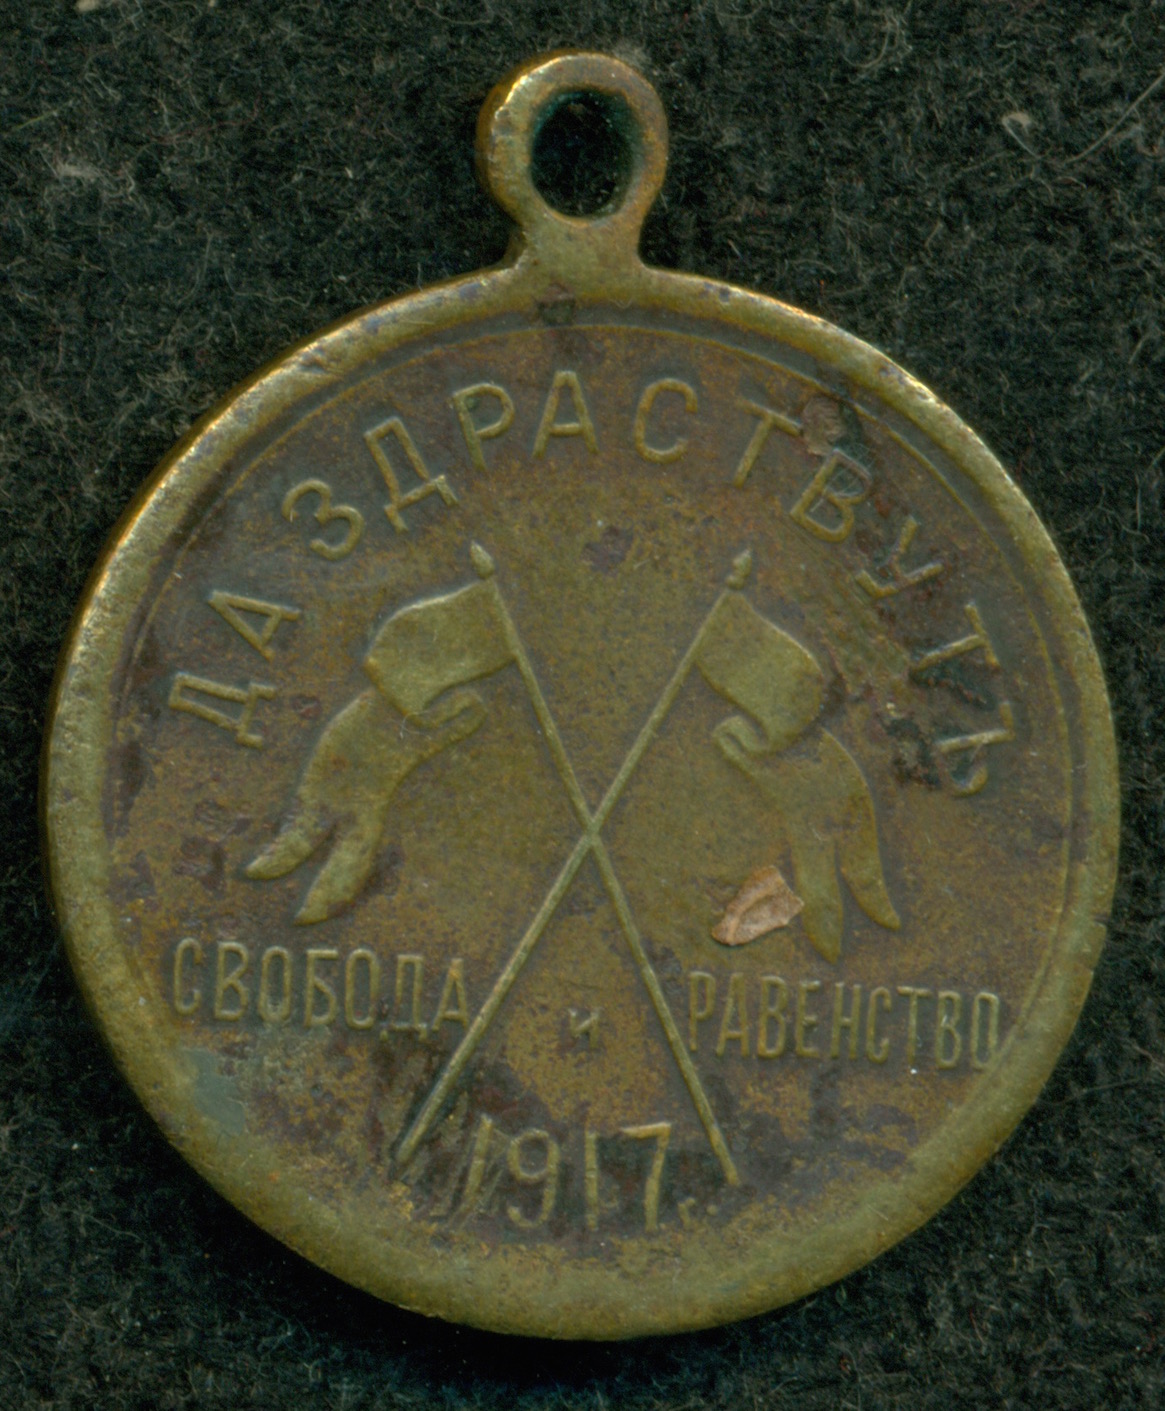 ДА ЗДРАСТВУТЪ
СВОБОДА и РАВЕНСТВО
1917 г.